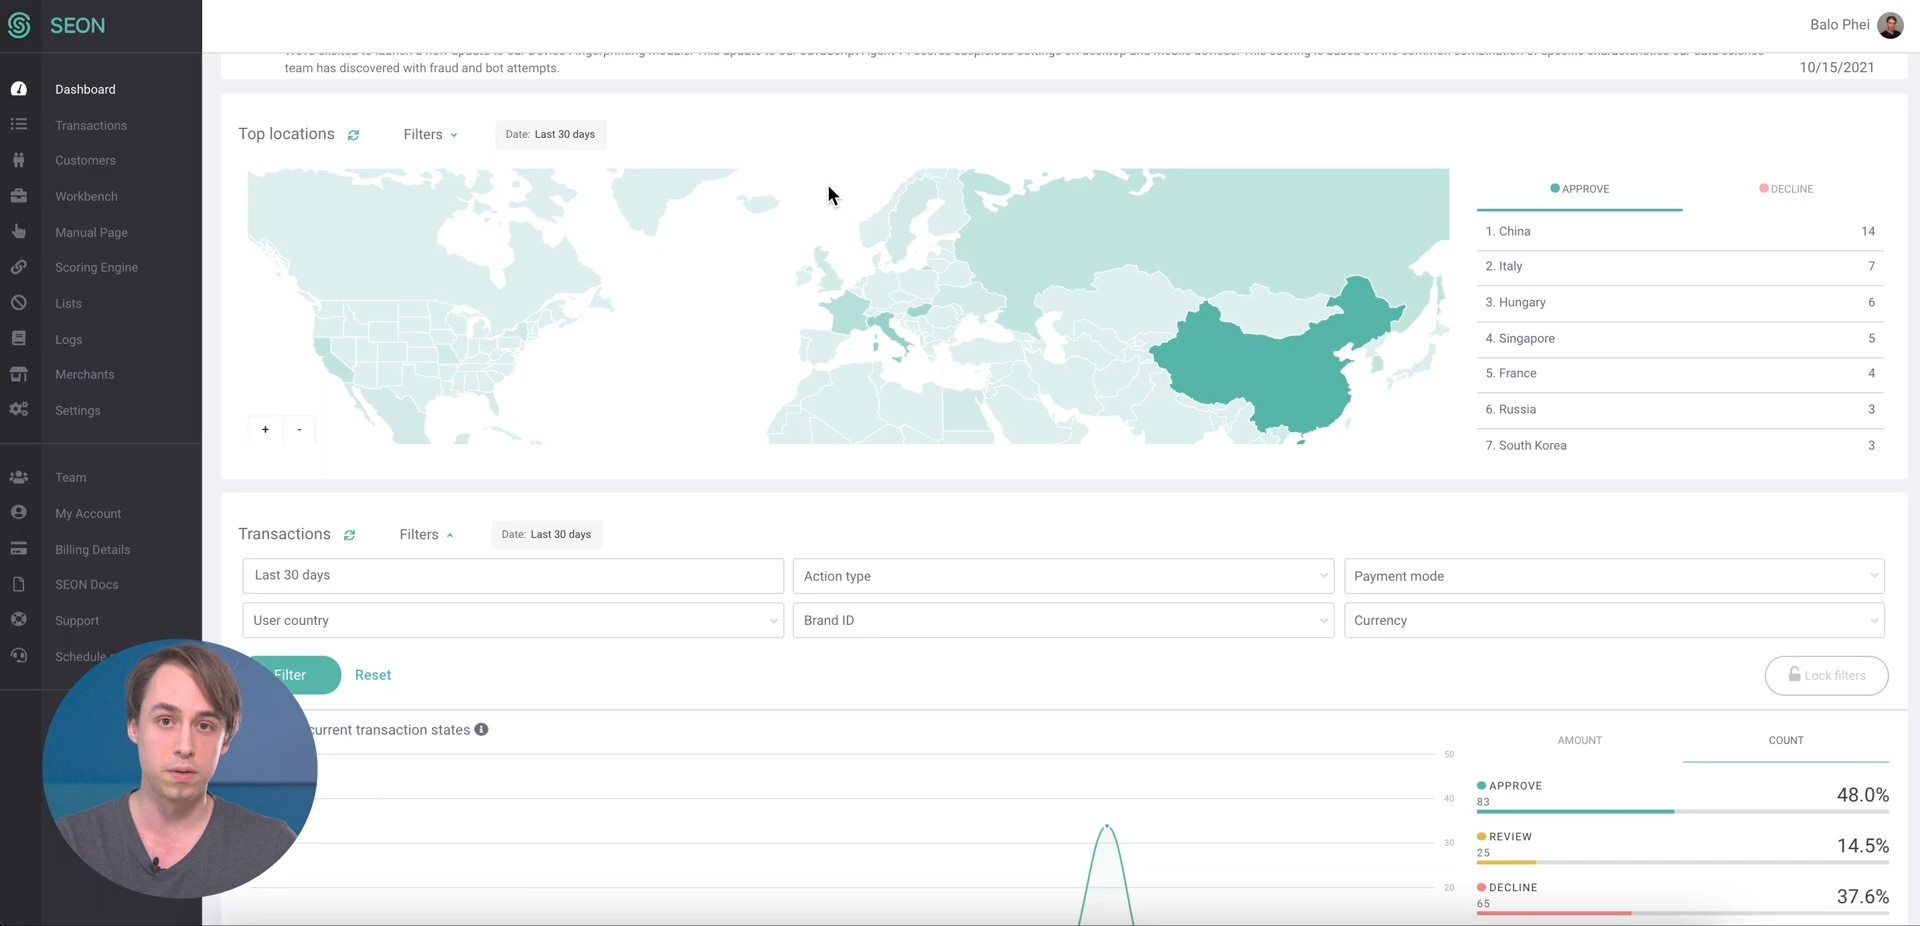 SEON
Balo Phei
team has discovered with fraud and bot attempts.
10/15/2021
Dashboard
Transactions
Customers
Workbench
Manual Page
Scoring Engine
Lists
Logs
Merchants
Settings
Team
My Account
Billing Details
SEON Docs
Support
Schedule
Top locations
Filters
Date: Last 30 days
+ -
APPROVE DECLINE
1. China 14
2. Italy 7
3. Hungary 6
4. Singapore 5
5. France 4
6. Russia 3
7. South Korea 3
Transactions
Filters
Date: Last 30 days
Last 30 days
Action type
Payment mode
User country
Brand ID
Currency
Filter
Reset
Lock filters
current transaction states
50
40
30
20
AMOUNT COUNT
APPROVE
83
48.0%
REVIEW
25
14.5%
DECLINE
65
37.6%